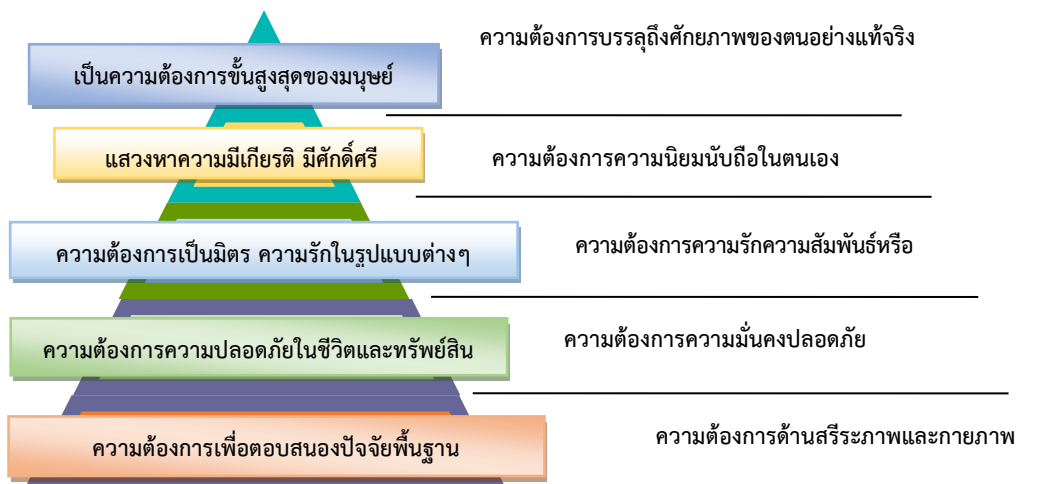 ความต้องการบรรลุถึงศักยภาพของตนอย่างแท้จริง
เป็นความต้องการขั้นสูงสุดของมนุษย์
แสวงหาความมีเกียรติ มีศักดิ์ศรี
ความต้องการความนิยมนับถือในตนเอง
ความต้องการเป็นมิตร ความรักในรูปแบบต่างๆ
ความต้องการความรักความสัมพันธ์หรือ
ความต้องการความปลอดภัยในชีวิตและทรัพย์สิน
ความต้องการความมั่นคงปลอดภัย
ความต้องการเพื่อตอบสนองปัจจัยพื้นฐาน
ความต้องการด้านสรีระภาพและกายภาพ